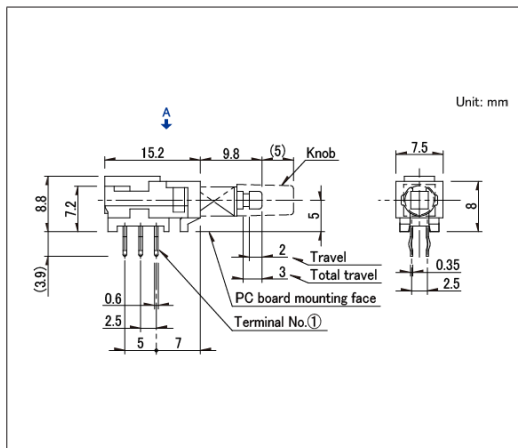 Unit: mm
A
15.2
9.8
(5)
Knob
7.5
8.8
7.2
5
8
(3.9)
2
Travel
3
Total travel
0.35
2.5
0.6
PC board mounting face
2.5
Terminal No.①
5
7